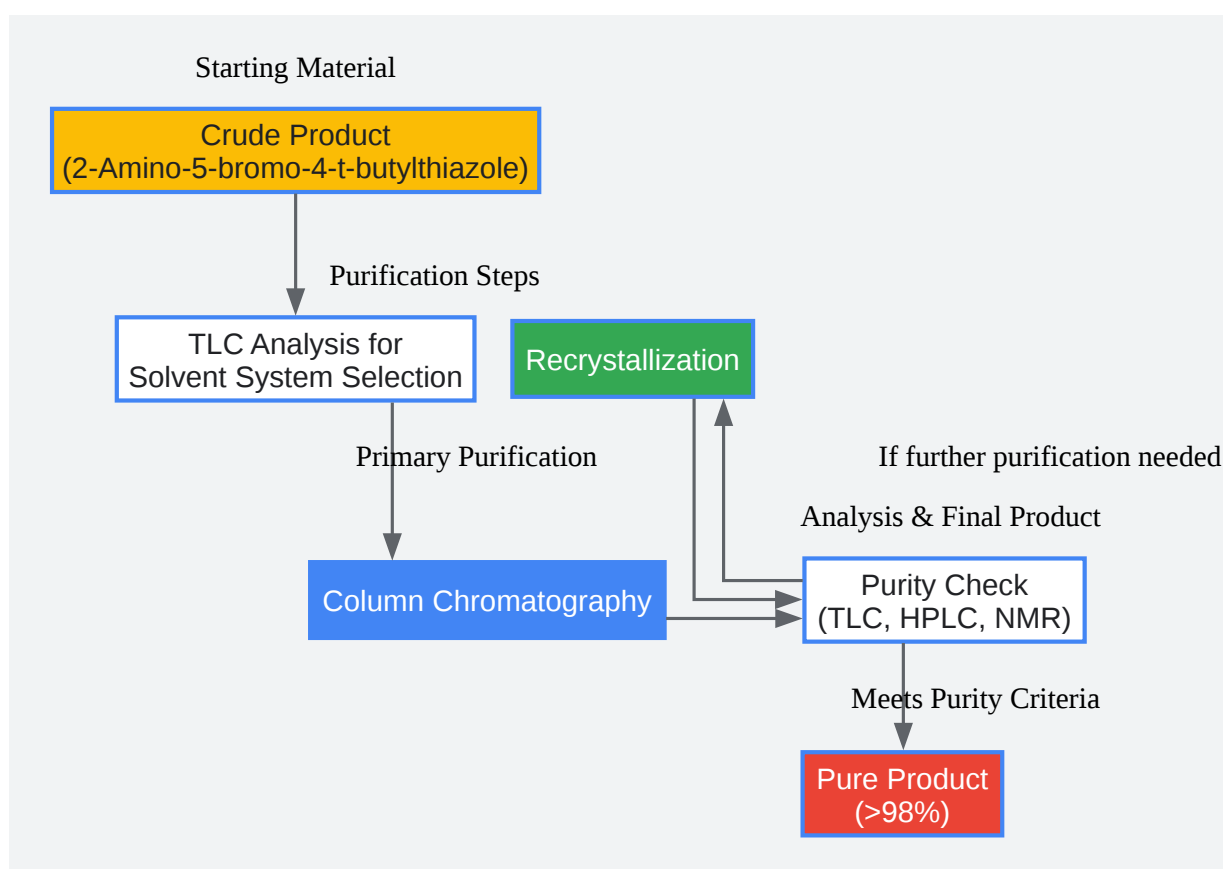 Starting Material
Crude Product
(2-Amino-5-bromo-4-t-butylthiazole)
Purification Steps
TLC Analysis for
Solvent System Selection
Recrystallization
Primary Purification
If further purification needed
Analysis & Final Product
Column Chromatography
Purity Check
(TLC, HPLC, NMR)
Meets Purity Criteria
Pure Product
(>98%)